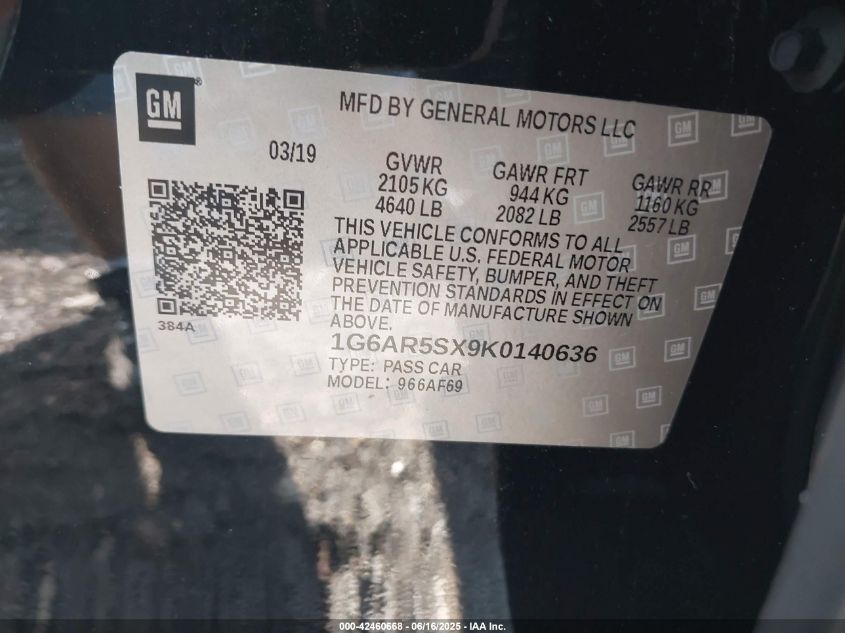 GM ®
MFD BY GENERAL MOTORS LLC
03/19
GVWR
2105 KG
4640 LB
GAWR FRT
944 KG
2082 LB
GAWR RR
1160 KG
2557 LB
THIS VEHICLE CONFORMS TO ALL
APPLICABLE U.S. FEDERAL MOTOR
VEHICLE SAFETY, BUMPER, AND THEFT
PREVENTION STANDARDS IN EFFECT ON
THE DATE OF MANUFACTURE SHOWN
ABOVE.
384A
1G6AR5SX9K0140636
TYPE: PASS CAR
MODEL: 966AF69
000-42460668 - 06/16/2025 - IAA Inc.